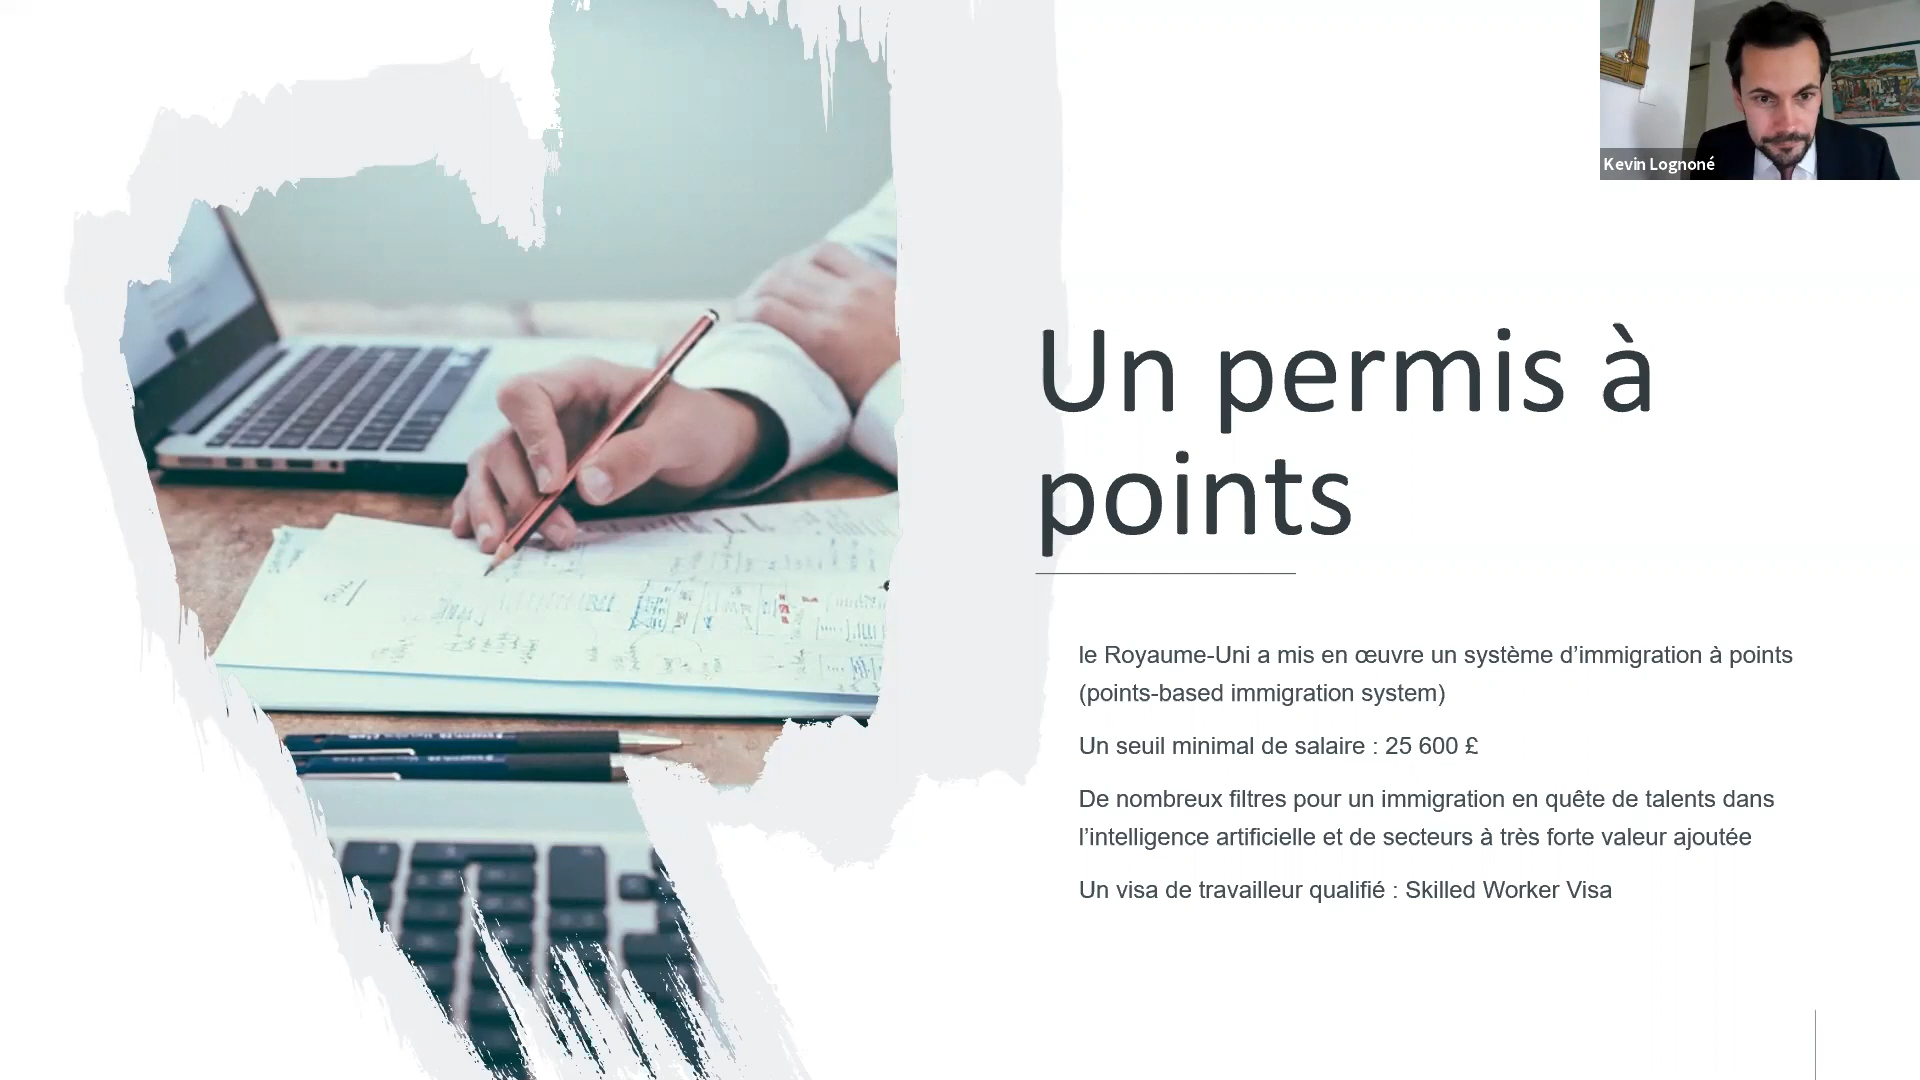 Kevin Lognoné
Un permis à
points
le Royaume-Uni a mis en œuvre un système d’immigration à points
(points-based immigration system)
Un seuil minimal de salaire : 25 600 £
De nombreux filtres pour un immigration en quête de talents dans
l’intelligence artificielle et de secteurs à très forte valeur ajoutée
Un visa de travailleur qualifié : Skilled Worker Visa